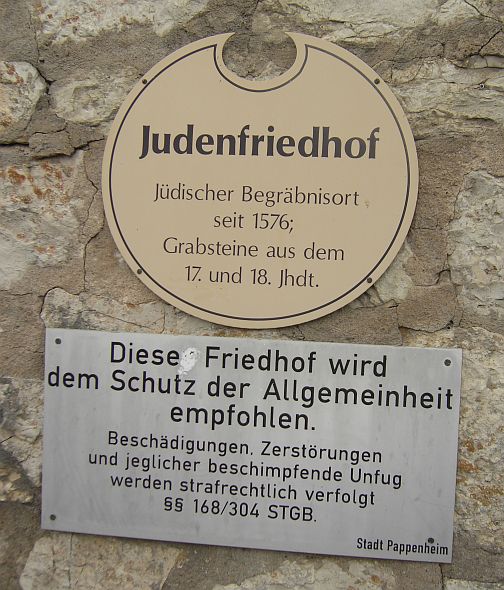 Judenfriedhof
Jüdischer Begräbnisort
seit 1576;
Grabsteine aus dem
17. und 18. Jhdt.
Diese Friedhof wird
dem Schutz der Allgemeinheit
empfohlen.
Beschädigungen, Zerstörungen
und jeglicher beschimpfende Unfug
werden strafrechtlich verfolgt
§§ 168/304 STGB.
Stadt Pappenheim